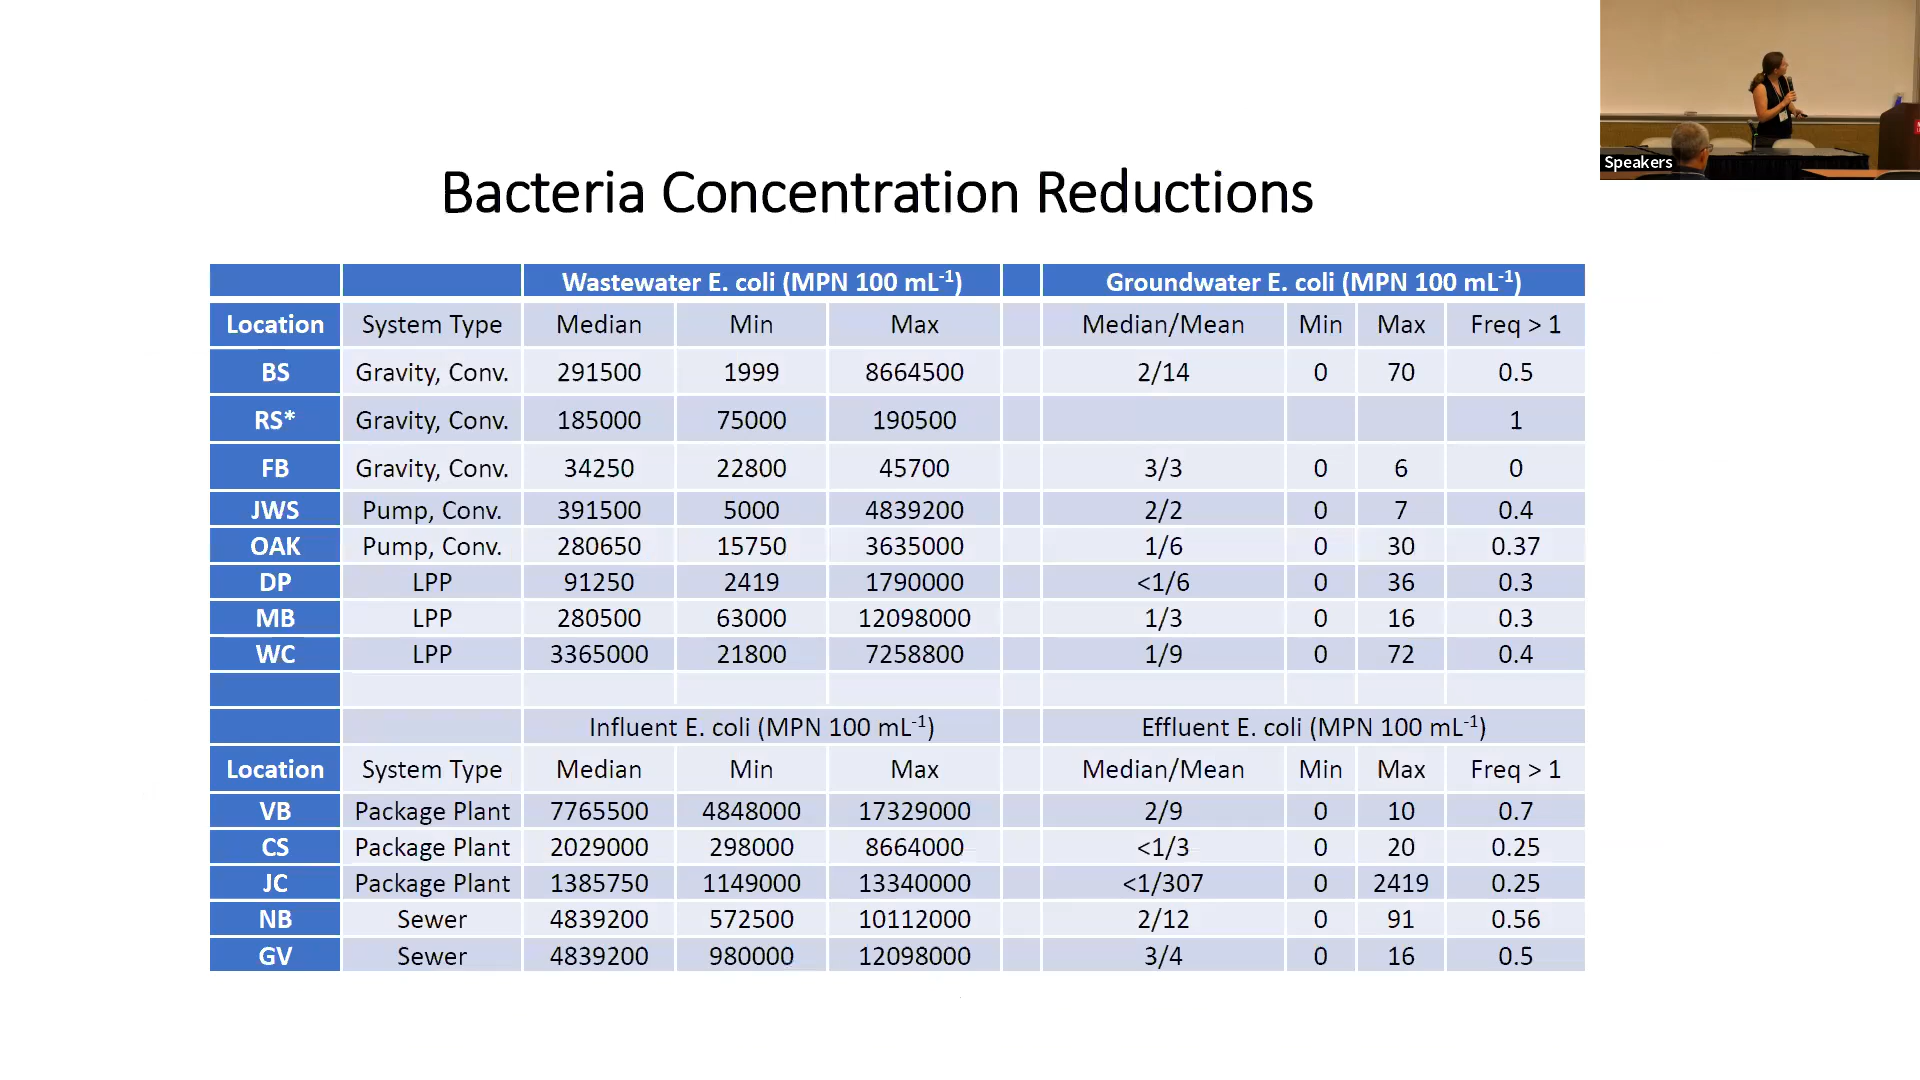 Speakers
Bacteria Concentration Reductions
Wastewater E. coli (MPN 100 mL-1) Groundwater E. coli (MPN 100 mL-1)
Location System Type Median Min Max Median/Mean Min Max Freq > 1
BS Gravity, Conv. 291500 1999 8664500 2/14 0 70 0.5
RS* Gravity, Conv. 185000 75000 190500 1
FB Gravity, Conv. 34250 22800 45700 3/3 0 6 0
JWS Pump, Conv. 391500 5000 4839200 2/2 0 7 0.4
OAK Pump, Conv. 280650 15750 3635000 1/6 0 30 0.37
DP LPP 91250 2419 1790000 <1/6 0 36 0.3
MB LPP 280500 63000 12098000 1/3 0 16 0.3
WC LPP 3365000 21800 7258800 1/9 0 72 0.4
Influent E. coli (MPN 100 mL-1) Effluent E. coli (MPN 100 mL-1)
Location System Type Median Min Max Median/Mean Min Max Freq > 1
VB Package Plant 7765500 4848000 17329000 2/9 0 10 0.7
CS Package Plant 2029000 298000 8664000 <1/3 0 20 0.25
JC Package Plant 1385750 1149000 13340000 <1/307 0 2419 0.25
NB Sewer 4839200 572500 10112000 2/12 0 91 0.56
GV Sewer 4839200 980000 12098000 3/4 0 16 0.5